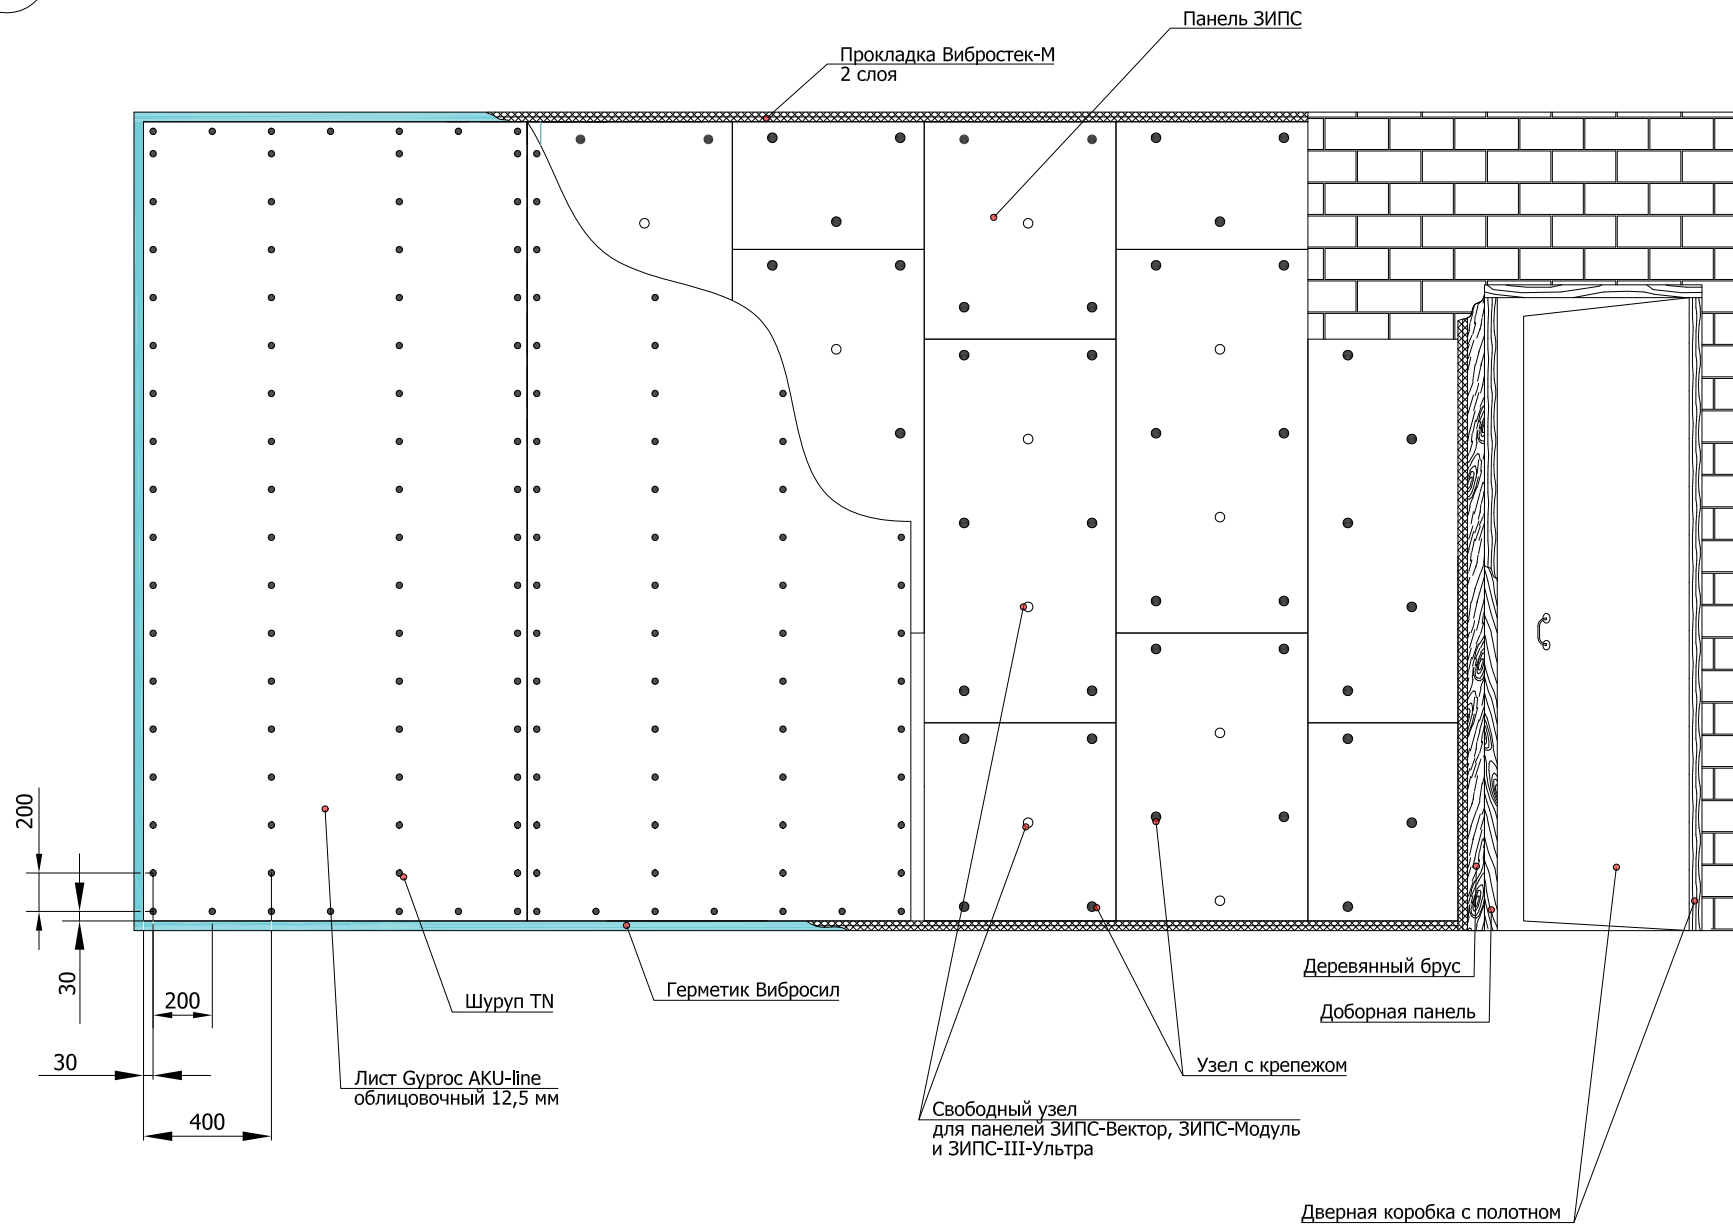 Панель ЗИПС
Прокладка Вибростек-М
2 слоя
200
30
200
30
400
Шуруп TN
Герметик Вибросил
Лист Gyproc AKU-line
облицовочный 12,5 мм
Деревянный брус
Доборная панель
Узел с крепежом
Свободный узел
для панелей ЗИПС-Вектор, ЗИПС-Модуль
и ЗИПС-III-Ультра
Дверная коробка с полотном